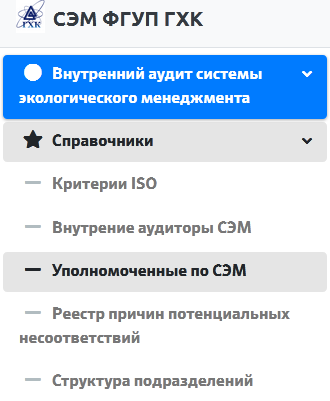 ГХК
СЭМ ФГУП ГХК
Внутренний аудит системы
экологического менеджмента
Справочники
Критерии ISO
Внутрение аудиторы СЭМ
Уполномоченные по СЭМ
Реестр причин потенциальных
несоответствий
Структура подразделений